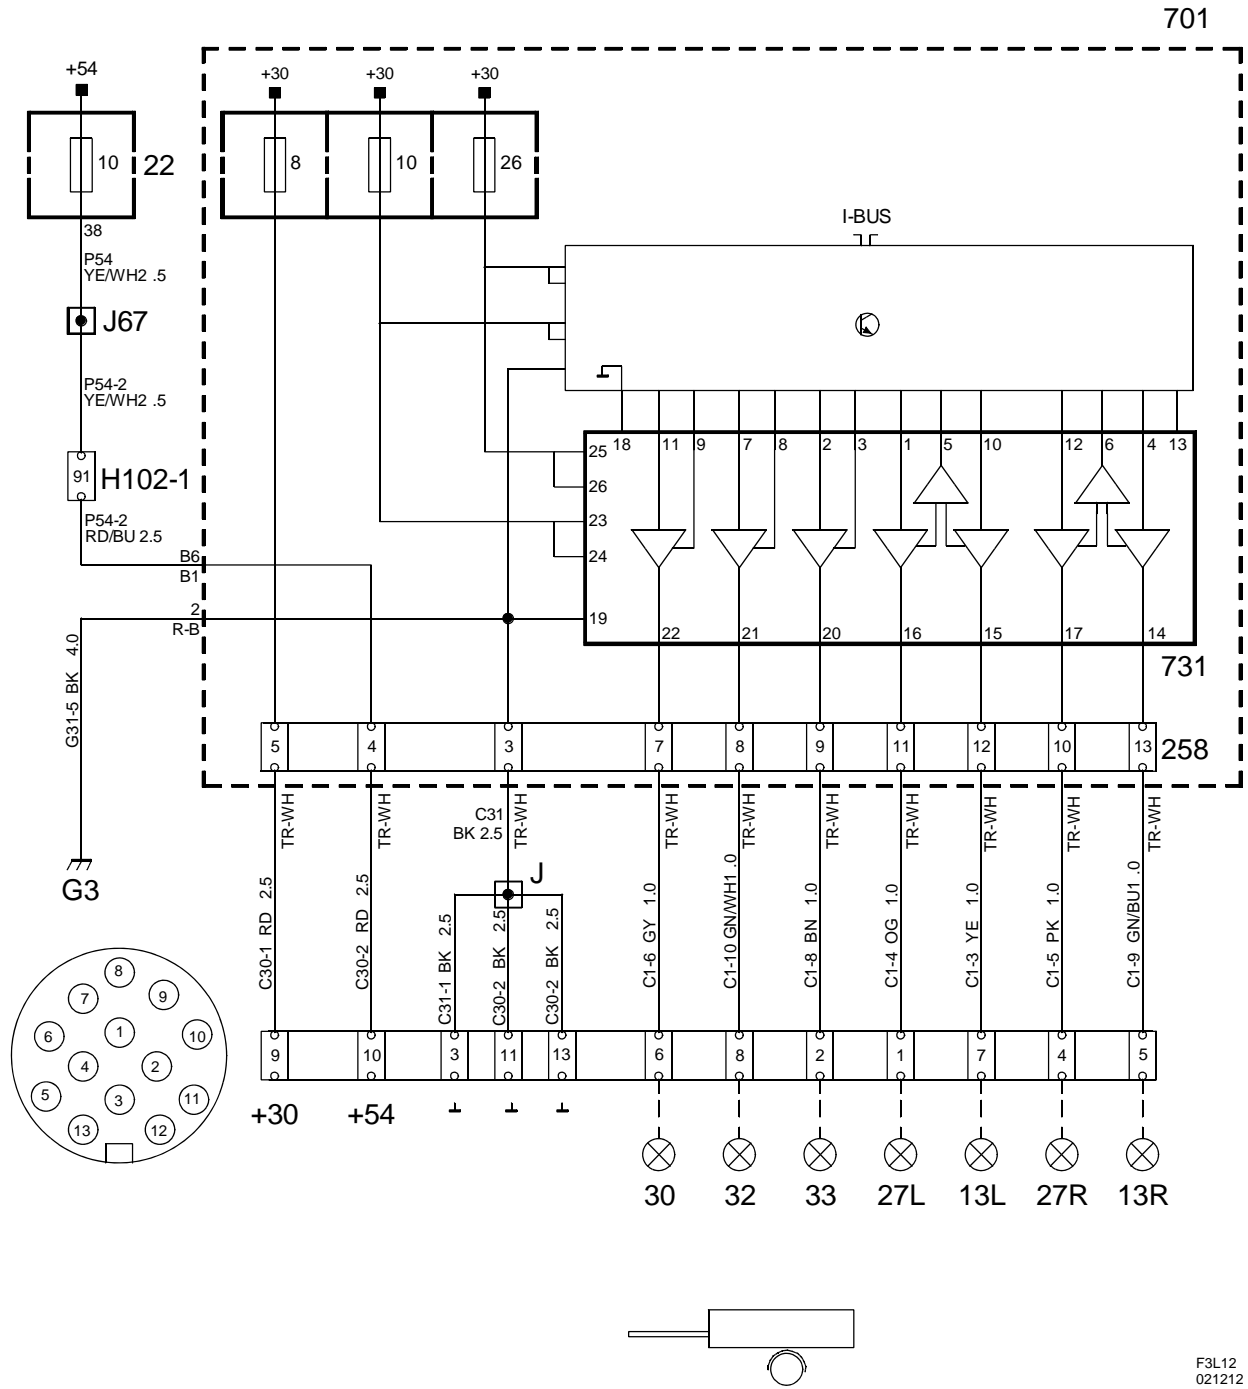 701
+54
+30
+30
+30
10
22
8
10
26
38
I-BUS
P54
YE/WH2 .5
J67
P54-2
YE/WH2 .5
91
H102-1
P54-2
RD/BU 2.5
B6
B1
2
R-B
18 11 9 7 8 2 3 1 5 10 12 6 4 13
25
26
23
24
19
22 21 20 16 15 17 14
731
G31-5 BK 4.0
G3
5 4 3 7 8 9 11 12 10 13
258
TR-WH
TR-WH
C31
BK 2.5
TR-WH
TR-WH
TR-WH
TR-WH
TR-WH
TR-WH
TR-WH
TR-WH
J
C30-1 RD 2.5
C30-2 RD 2.5
C31-1 BK 2.5
C30-2 BK 2.5
C30-2 BK 2.5
C1-6 GY 1.0
C1-10 GN/WH1 .0
C1-8 BN 1.0
C1-4 OG 1.0
C1-3 YE 1.0
C1-5 PK 1.0
C1-9 GN/BU1 .0
8
7 9
6 1 10
4 2
5 3 11
13 12
9 10 3 11 13 6 8 2 1 7 4 5
+30
+54
30 32 33 27L 13L 27R 13R
F3L12
021212